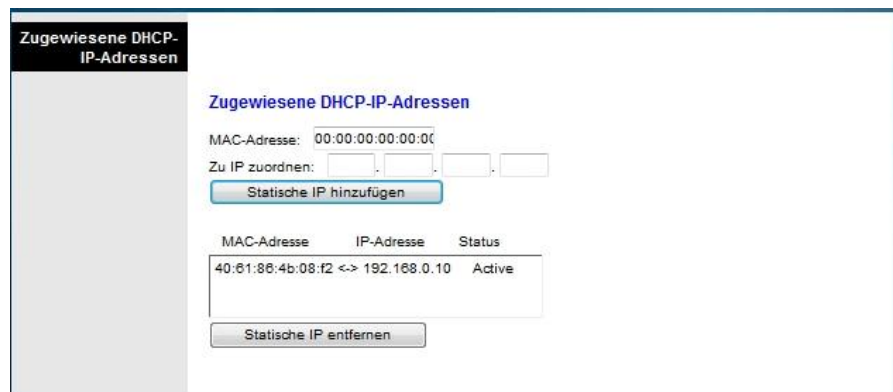 Zugewiesene DHCP-
IP-Adressen
Zugewiesene DHCP-IP-Adressen
MAC-Adresse: 00:00:00:00:00:00
Zu IP zuordnen: . . .
Statische IP hinzufügen
MAC-Adresse IP-Adresse Status
40:61:86:4b:08:f2 <-> 192.168.0.10 Active
Statische IP entfernen